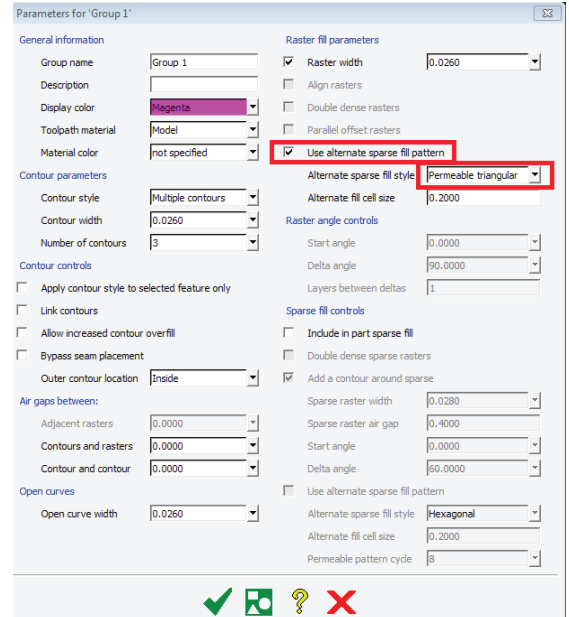 Parameters for 'Group 1'
General information
Group name Group 1
Description
Display color Magenta
Toolpath material Model
Material color not specified
Contour parameters
Contour style Multiple contours
Contour width 0.0260
Number of contours 3
Contour controls
Apply contour style to selected feature only
Link contours
Allow increased contour overfill
Bypass seam placement
Outer contour location Inside
Air gaps between:
Adjacent rasters 0.0000
Contours and rasters 0.0000
Contour and contour 0.0000
Open curves
Open curve width 0.0260
Raster fill parameters
Raster width 0.0260
Align rasters
Double dense rasters
Parallel offset rasters
Use alternate sparse fill pattern
Alternate sparse fill style Permeable triangular
Alternate fill cell size 0.2000
Raster angle controls
Start angle 0.0000
Delta angle 90.0000
Layers between deltas 1
Sparse fill controls
Include in part sparse fill
Double dense sparse rasters
Add a contour around sparse
Sparse raster width 0.0280
Sparse raster air gap 0.4000
Start angle 0.0000
Delta angle 60.0000
Use alternate sparse fill pattern
Alternate sparse fill style Hexagonal
Alternate fill cell size 0.2000
Permeable pattern cycle 8